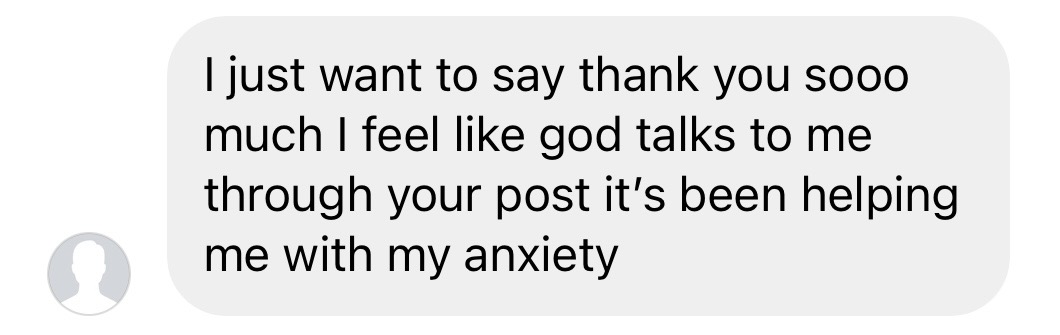 I just want to say thank you sooo
much I feel like god talks to me
through your post it’s been helping
me with my anxiety